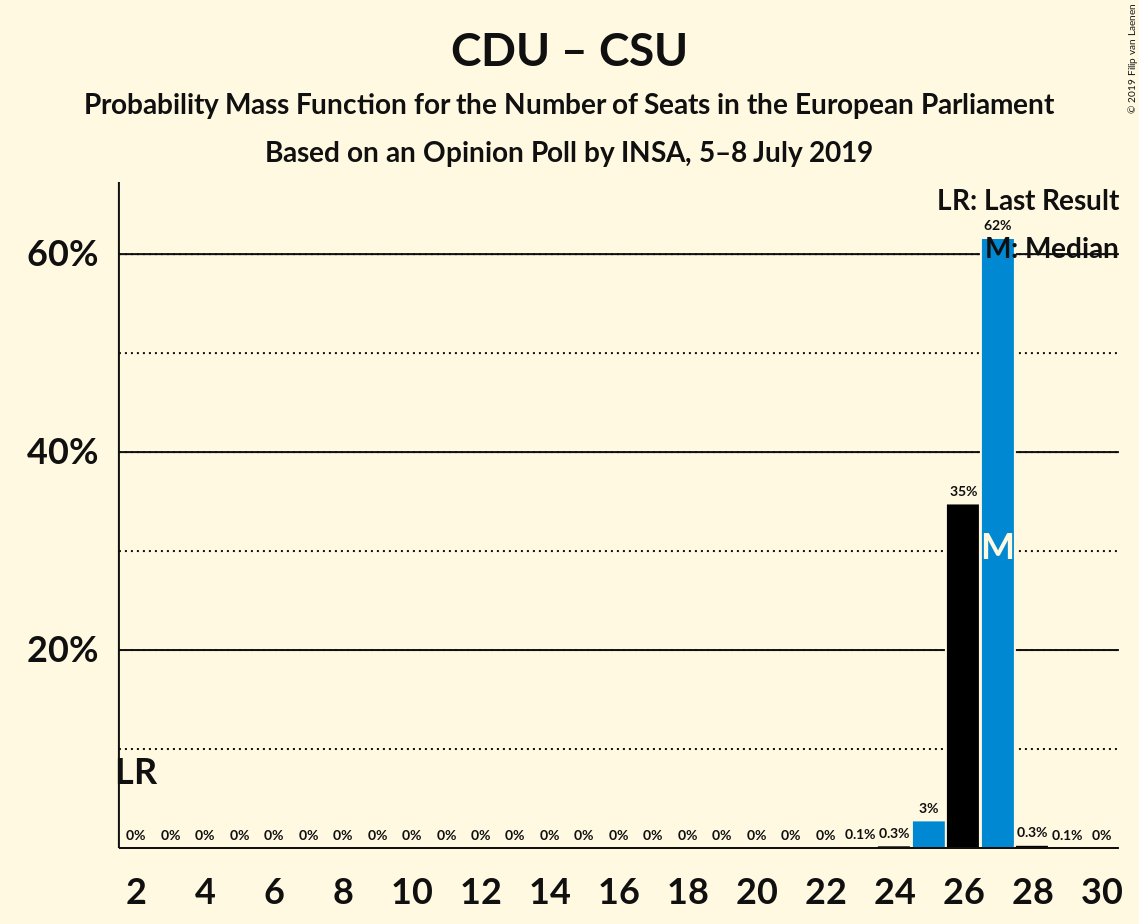 CDU – CSU
Probability Mass Function for the Number of Seats in the European Parliament
Based on an Opinion Poll by INSA, 5–8 July 2019
© 2019 Filip van Laenen
LR: Last Result
M: Median
60%
40%
20%
62%
35%
M
LR
0% 0% 0% 0% 0% 0% 0% 0% 0% 0% 0% 0% 0% 0% 0% 0% 0% 0% 0% 0% 0% 0.1% 0.3% 3% 0.3% 0.1% 0%
2 4 6 8 10 12 14 16 18 20 22 24 26 28 30